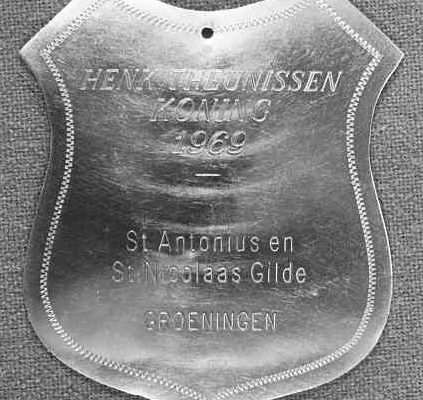 HENK THEUNISSEN
KONING
1969
—
St Antonius en
St Nicolaas Gilde
GROENINGEN